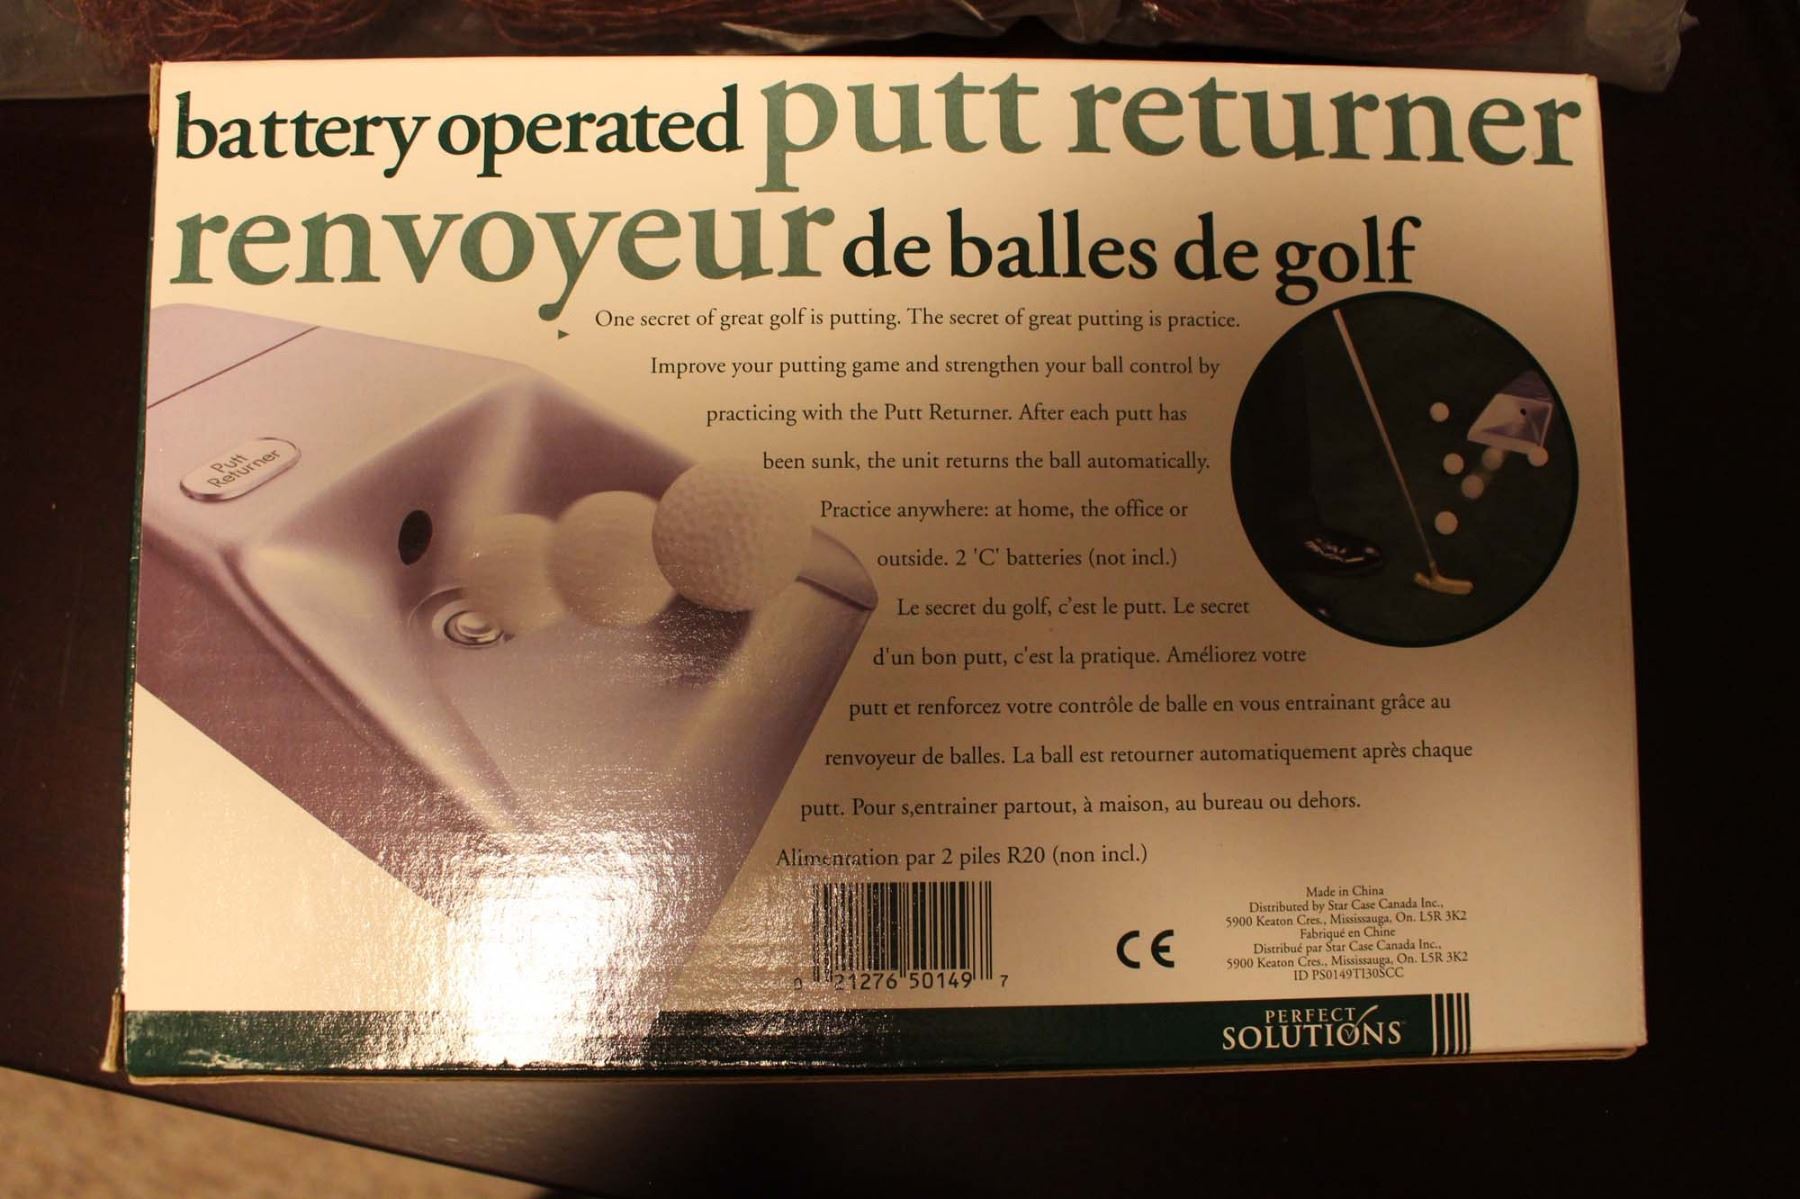 battery operated putt returner
renvoyeur de balles de golf
One secret of great golf is putting. The secret of great putting is practice.
Improve your putting game and strengthen your ball control by
practicing with the Putt Returner. After each putt has
been sunk, the unit returns the ball automatically.
Practice anywhere: at home, the office or
outside. 2 'C' batteries (not incl.)
Le secret du golf, c'est le putt. Le secret
d'un bon putt, c'est la pratique. Améliorez votre
putt et renforcez votre contrôle de balle en vous entrainant grâce au
renvoyeur de balles. La ball est retourner automatiquement après chaque
putt. Pour s,entrainer partout, à maison, au bureau ou dehors.
Alimentation par 2 piles R20 (non incl.)
Putt
Returner
0 21276 50149 7
CE
Made in China
Distributed by Star Case Canada Inc.,
5900 Keaton Cres., Mississauga, On. L5R 3K2
Fabriqué en Chine
Distribué par Star Case Canada Inc.,
5900 Keaton Cres., Mississauga, On. L5R 3K2
ID PS0149TI30SCC
PERFECT
SOLUTIONS